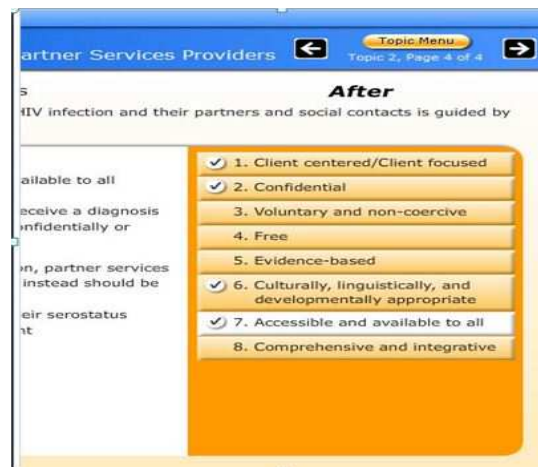 artner Services Providers
Topic Menu
Topic 2, Page 4 of 4
s
After
HIV infection and their partners and social contacts is guided by
ailable to all
eceive a diagnosis
onfidentially or
on, partner services
instead should be
eir serostatus
nt
1. Client centered/Client focused
2. Confidential
3. Voluntary and non-coercive
4. Free
5. Evidence-based
6. Culturally, linguistically, and
developmentally appropriate
7. Accessible and available to all
8. Comprehensive and integrative